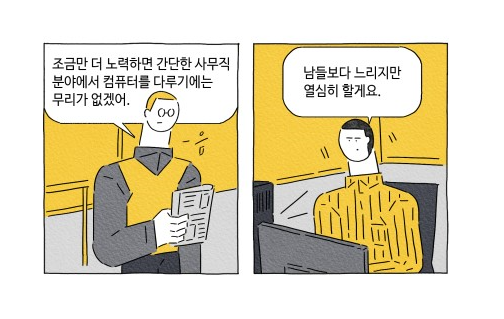 조금만 더 노력하면 간단한 사무직
분야에서 컴퓨터를 다루기에는
무리가 없겠어.
남들보다 느리지만
열심히 할게요.